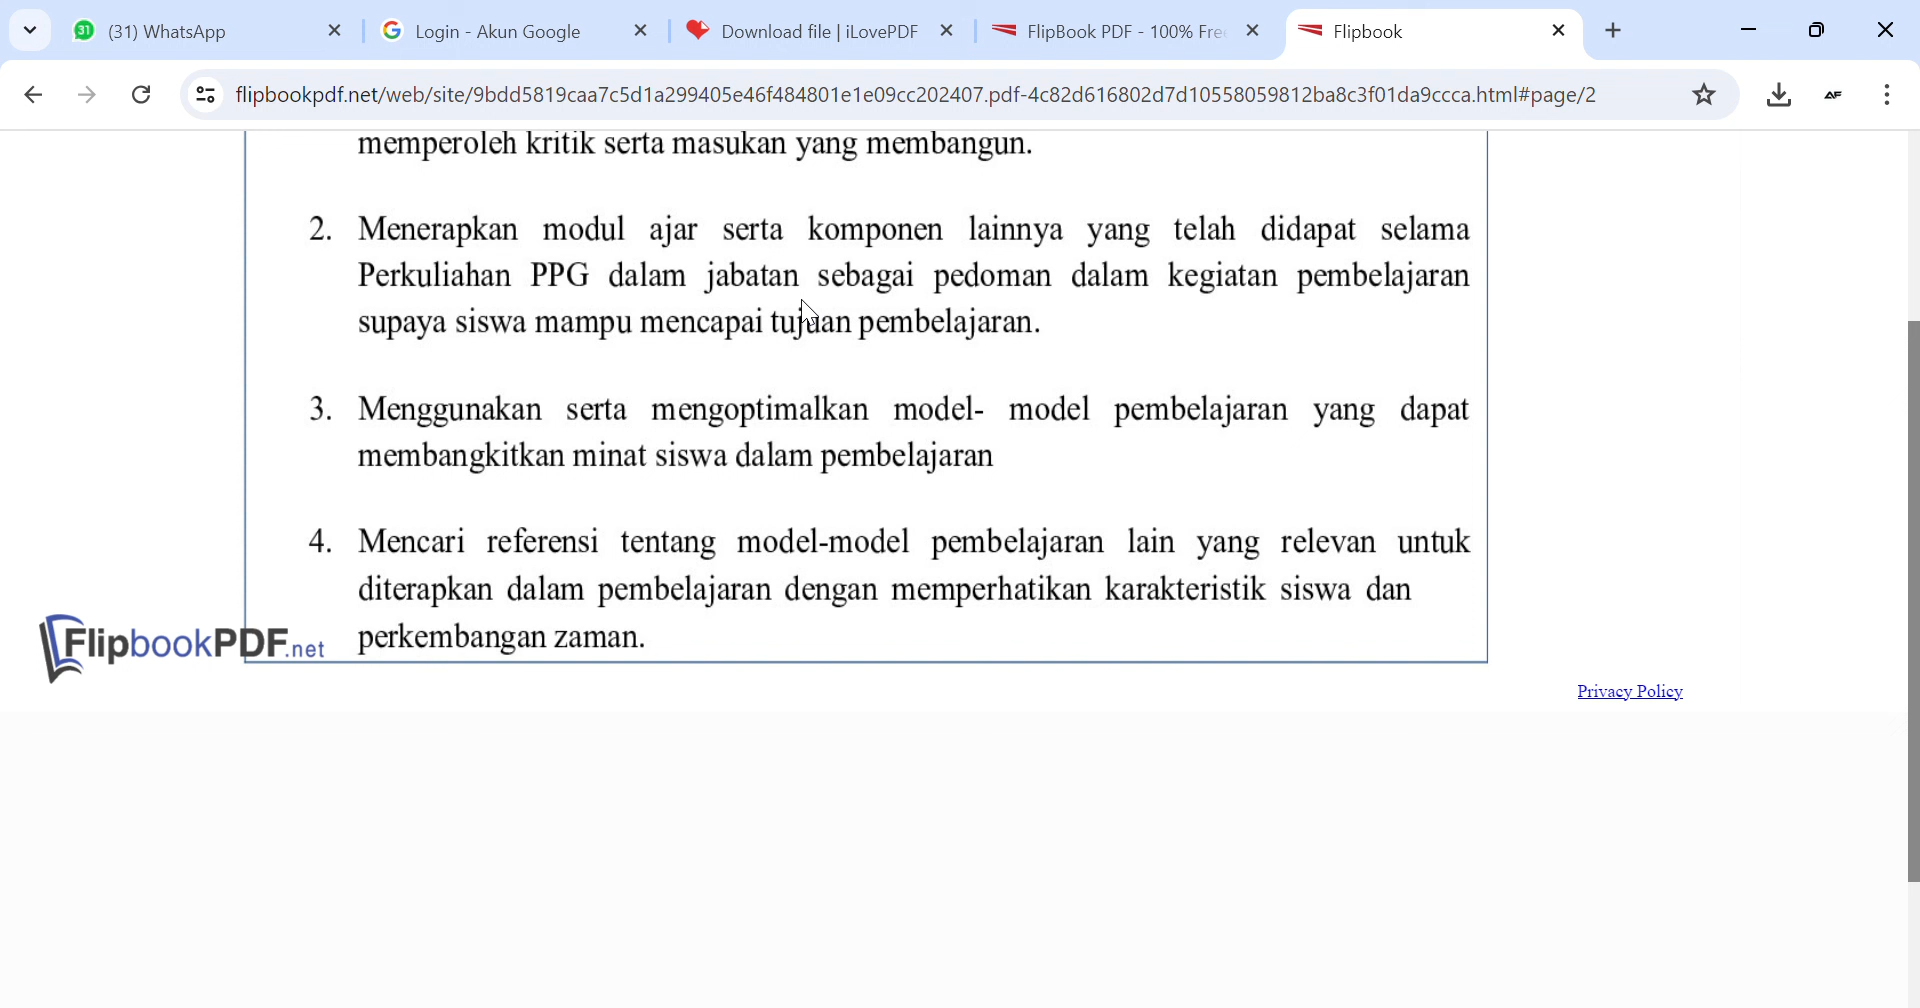 (31) WhatsApp
Login - Akun Google
Download file | iLovePDF
FlipBook PDF - 100% Fre
Flipbook
flipbookpdf.net/web/site/9bdd5819caa7c5d1a299405e46f484801e1e09cc202407.pdf-4c82d616802d7d10558059812ba8c3f01da9ccca.html#page/2
memperoleh kritik serta masukan yang membangun.
2. Menerapkan modul ajar serta komponen lainnya yang telah didapat selama
Perkuliahan PPG dalam jabatan sebagai pedoman dalam kegiatan pembelajaran
supaya siswa mampu mencapai tujuan pembelajaran.
3. Menggunakan serta mengoptimalkan model- model pembelajaran yang dapat
membangkitkan minat siswa dalam pembelajaran
4. Mencari referensi tentang model-model pembelajaran lain yang relevan untuk
diterapkan dalam pembelajaran dengan memperhatikan karakteristik siswa dan
perkembangan zaman.
FlipbookPDF.net
Privacy Policy